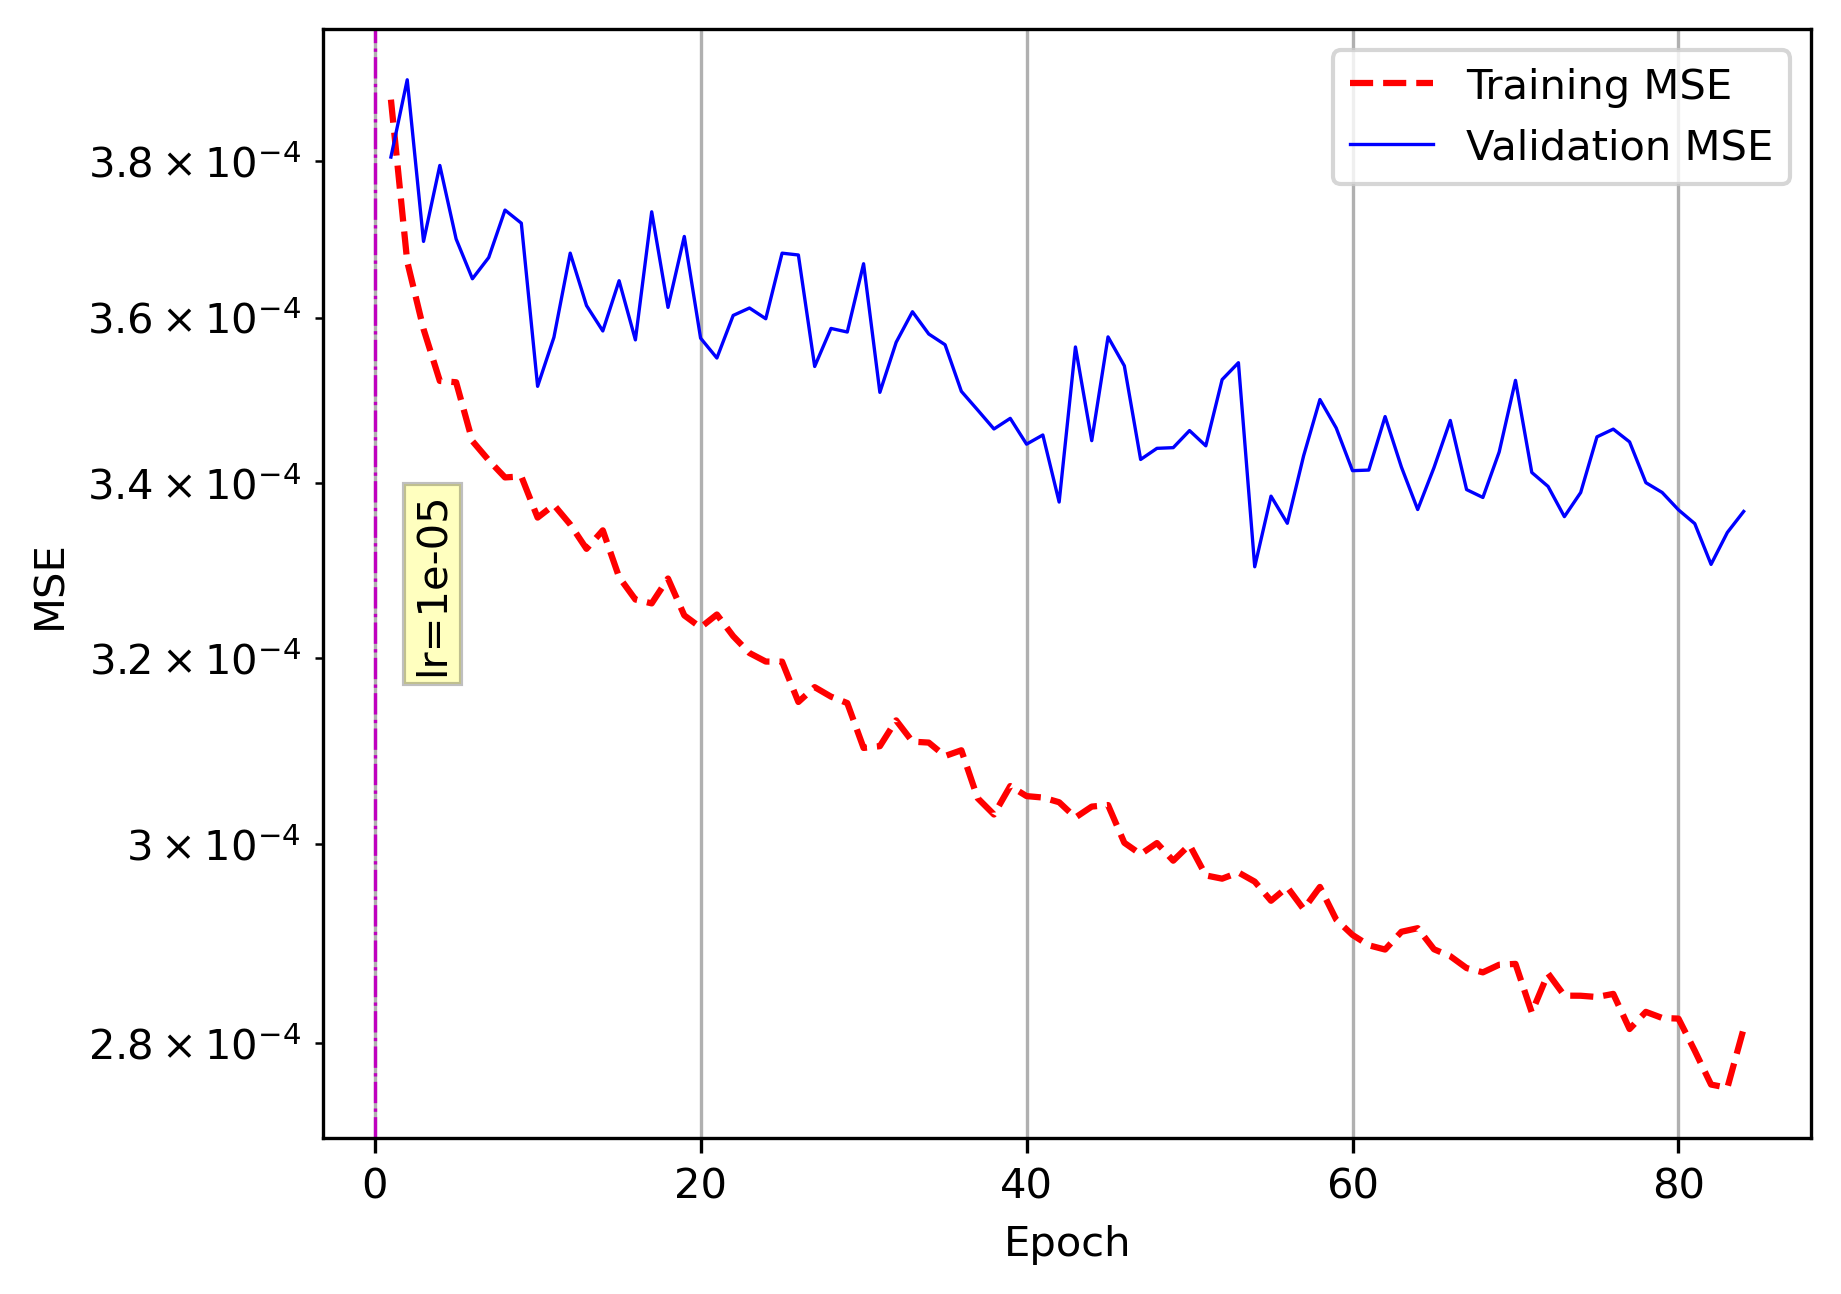 Training MSE
Validation MSE
3.8 × 10⁻⁴
3.6 × 10⁻⁴
3.4 × 10⁻⁴
3.2 × 10⁻⁴
3 × 10⁻⁴
2.8 × 10⁻⁴
MSE
lr=1e-05
0 20 40 60 80
Epoch